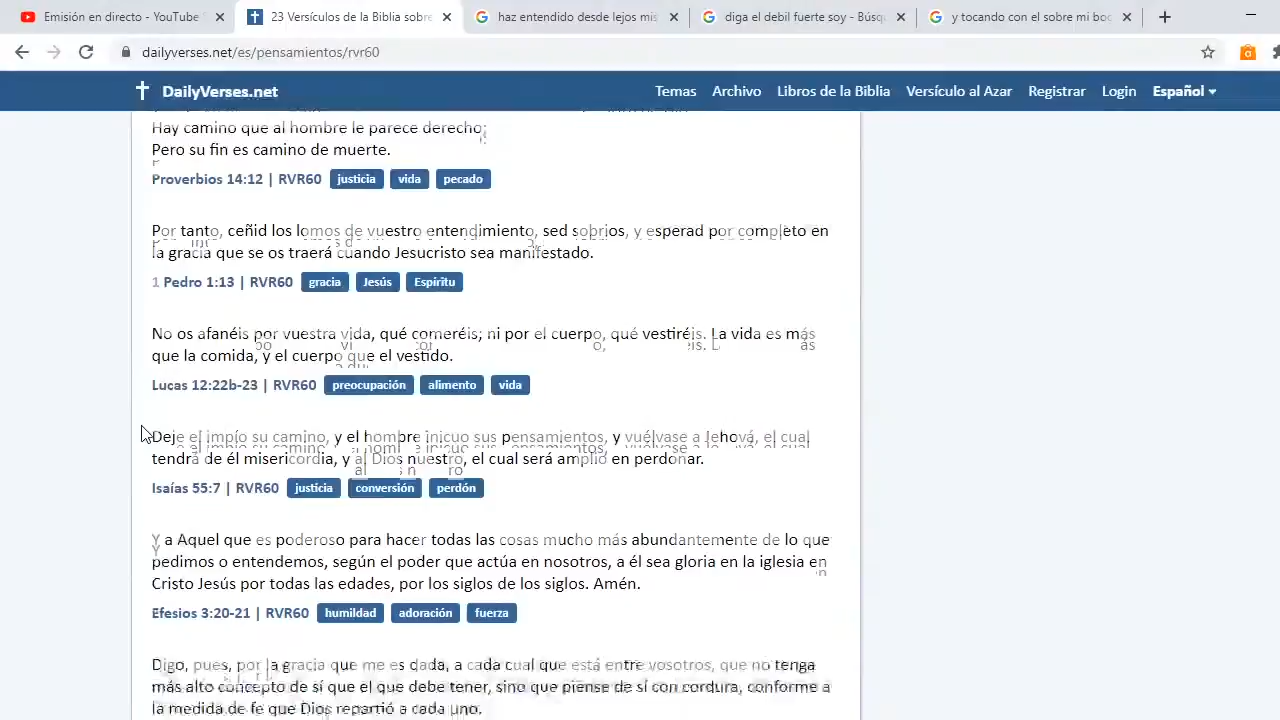 Emisión en directo - YouTube
23 Versículos de la Biblia sobre
haz entendido desde lejos mis
diga el debil fuerte soy - Búsqu
y tocando con el sobre mi boc
dailyverses.net/es/pensamientos/rvr60
DailyVerses.net
Temas Archivo Libros de la Biblia Versículo al Azar Registrar Login Español
Hay camino que al hombre le parece derecho;
Pero su fin es camino de muerte.
Proverbios 14:12 | RVR60 justicia vida pecado
Por tanto, ceñid los lomos de vuestro entendimiento, sed sobrios, y esperad por completo en
la gracia que se os traerá cuando Jesucristo sea manifestado.
1 Pedro 1:13 | RVR60 gracia Jesús Espíritu
No os afanéis por vuestra vida, qué comeréis; ni por el cuerpo, qué vestiréis. La vida es más
que la comida, y el cuerpo que el vestido.
Lucas 12:22b-23 | RVR60 preocupación alimento vida
Deje el impío su camino, y el hombre inicuo sus pensamientos, y vuélvase a Jehová, el cual
tendrá de él misericordia, y al Dios nuestro, el cual será amplio en perdonar.
Isaías 55:7 | RVR60 justicia conversión perdón
Y a Aquel que es poderoso para hacer todas las cosas mucho más abundantemente de lo que
pedimos o entendemos, según el poder que actúa en nosotros, a él sea gloria en la iglesia en
Cristo Jesús por todas las edades, por los siglos de los siglos. Amén.
Efesios 3:20-21 | RVR60 humildad adoración fuerza
Digo, pues, por la gracia que me es dada, a cada cual que está entre vosotros, que no tenga
más alto concepto de sí que el que debe tener, sino que piense de sí con cordura, conforme a
la medida de fe que Dios repartió a cada uno.